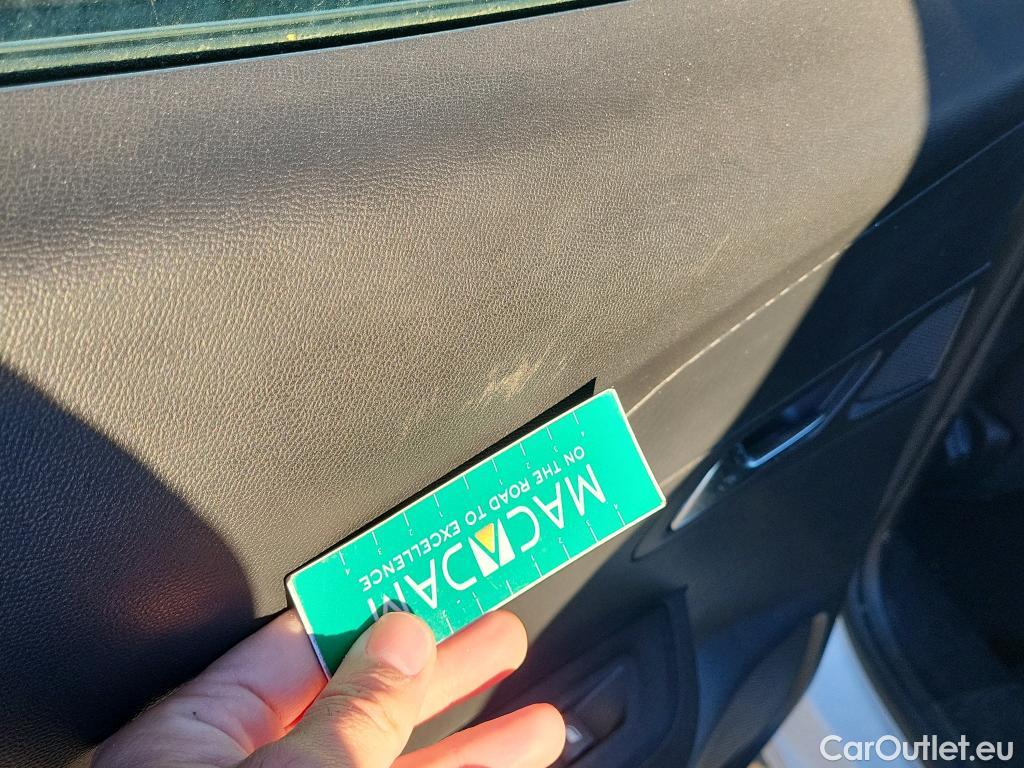 MACADAM
ON THE ROAD TO EXCELLENCE
CarOutlet.eu